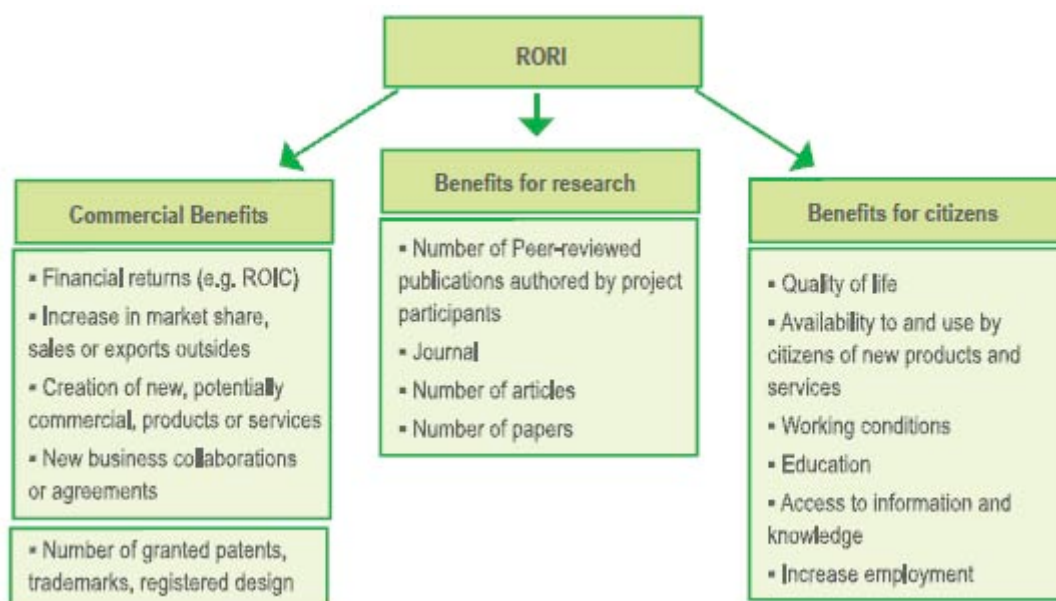 RORI
Commercial Benefits
▪ Financial returns (e.g. ROIC)
▪ Increase in market share,
sales or exports outsides
▪ Creation of new, potentially
commercial, products or services
▪ New business collaborations
or agreements
▪ Number of granted patents,
trademarks, registered design
Benefits for research
▪ Number of Peer-reviewed
publications authored by project
participants
▪ Journal
▪ Number of articles
▪ Number of papers
Benefits for citizens
▪ Quality of life
▪ Availability to and use by
citizens of new products and
services
▪ Working conditions
▪ Education
▪ Access to information and
knowledge
▪ Increase employment